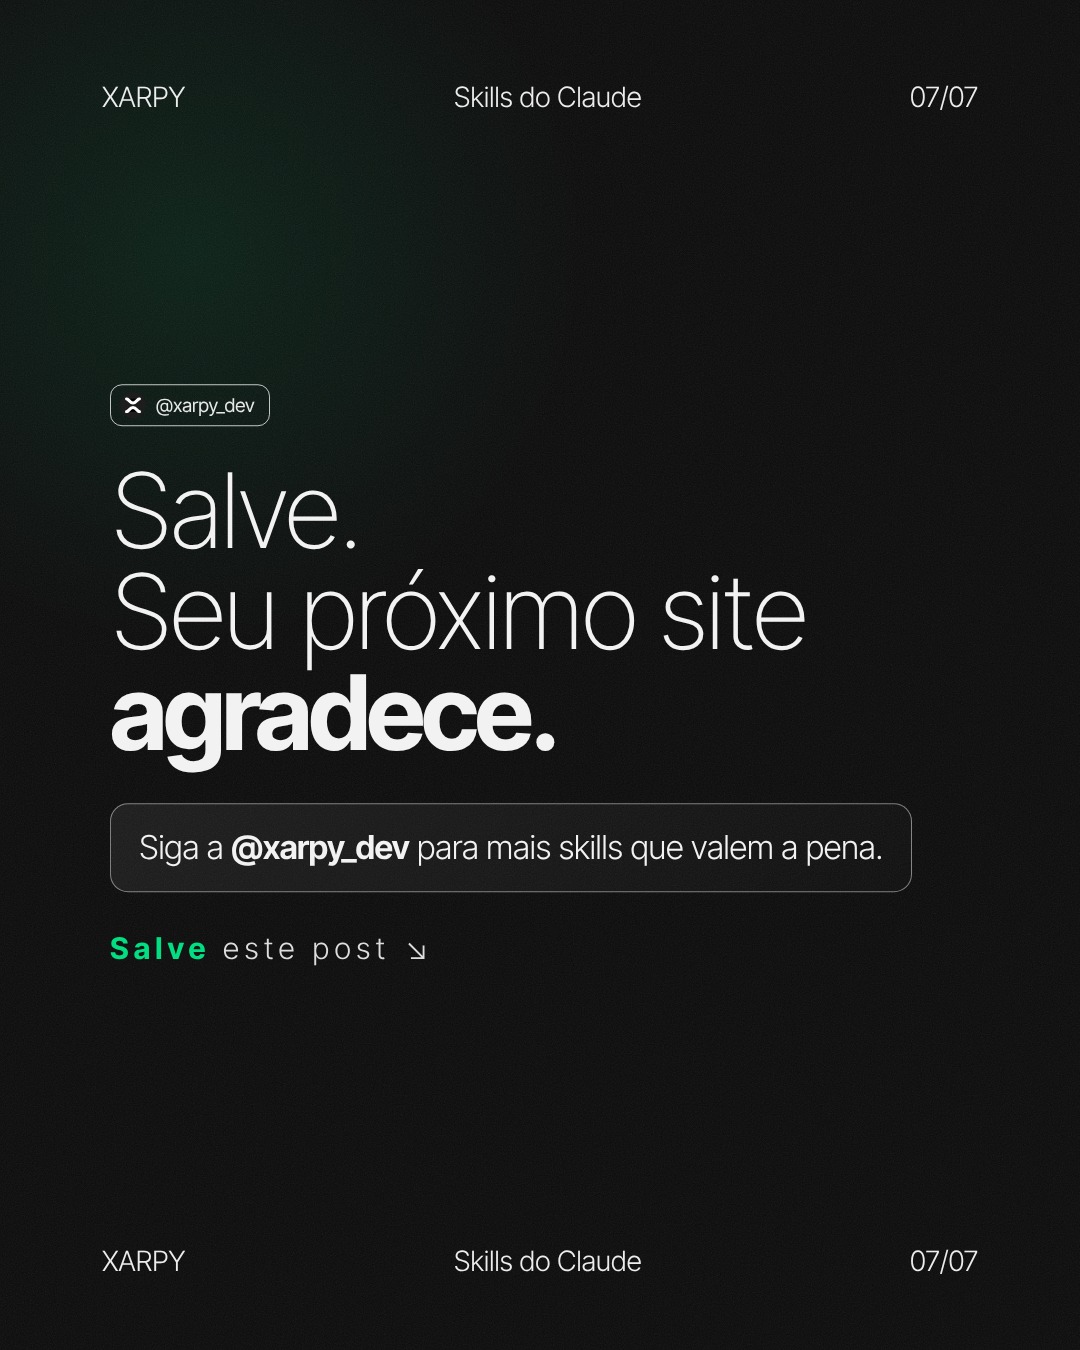 XARPY Skills do Claude 07/07
@xarpy_dev
Salve.
Seu próximo site
agradece.
Siga a @xarpy_dev para mais skills que valem a pena.
Salve este post ↘
XARPY Skills do Claude 07/07